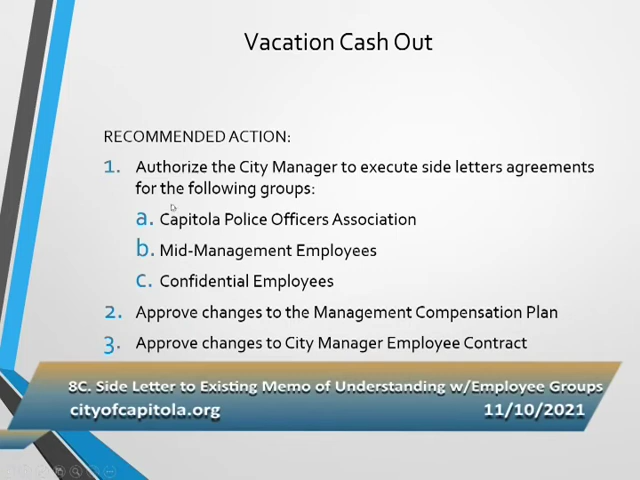 Vacation Cash Out
RECOMMENDED ACTION:
1. Authorize the City Manager to execute side letters agreements
for the following groups:
a. Capitola Police Officers Association
b. Mid-Management Employees
c. Confidential Employees
2. Approve changes to the Management Compensation Plan
3. Approve changes to City Manager Employee Contract
8C. Side Letter to Existing Memo of Understanding w/Employee Groups
cityofcapitola.org 11/10/2021